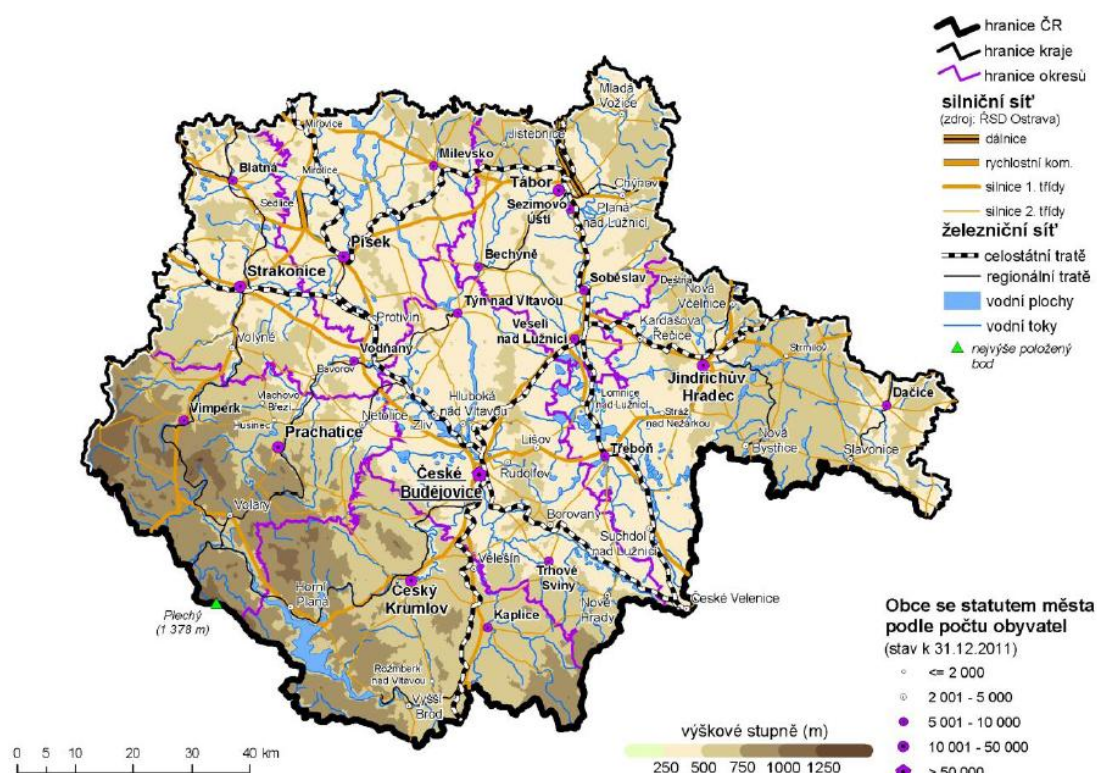 hranice ČR
hranice kraje
hranice okresů
silniční síť
(zdroj: ŘSD Ostrava)
dálnice
rychlostní kom.
silnice 1. třídy
silnice 2. třídy
železniční síť
celostátní tratě
regionální tratě
vodní plochy
vodní toky
nejvýše položený
bod
Mladá
Vožice
Mirovice
Jistebnice
Milevsko
Blatná
Mirotice
Tábor
Chýnov
Sedlice
Sezimovo
Ústí
Planá
nad Lužnicí
Písek
Bechyně
Strakonice
Soběslav
Deštná
Nová
Včelnice
Týn nad Vltavou
Protivín
Kardašova
Řečice
Veselí
nad Lužnicí
Volyně
Vodňany
Strmilov
Bavorov
Jindřichův
Hradec
Dačice
Vlachovo
Březí
Hluboká
nad Vltavou
Lomnice
nad Lužnicí
Vimperk
Netolice
Zliv
Stráž
nad Nežárkou
Husinec
Prachatice
Lišov
Nová
Bystřice
Třeboň
Slavonice
České
Budějovice
Rudolfov
Volary
Borovany
Suchdol
nad Lužnicí
Velešín
Trhové
Sviny
Český
Krumlov
Horní
Planá
Nové
Hrady
České Velenice
Plechý
(1 378 m)
Kaplice
Rožmberk
nad Vltavou
Vyšší
Brod
Obce se statutem města
podle počtu obyvatel
(stav k 31.12.2011)
<= 2 000
2 001 - 5 000
5 001 - 10 000
10 001 - 50 000
> 50 000
výškové stupně (m)
250 500 750 1000 1250
0 5 10 20 30 40 km